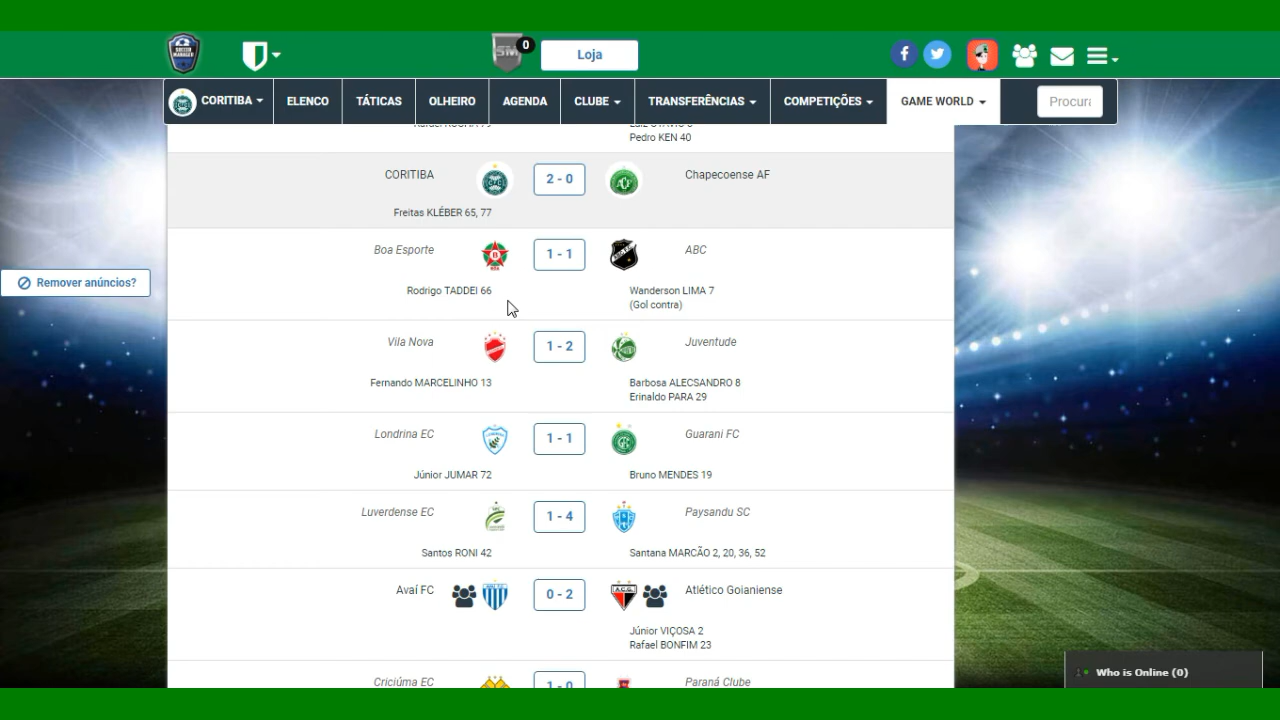 SM 0 Loja
CORITIBA ELENCO TÁTICAS OLHEIRO AGENDA CLUBE TRANSFERÊNCIAS COMPETIÇÕES GAME WORLD Procura
Pedro KEN 40
CORITIBA 2 - 0 Chapecoense AF
Freitas KLÉBER 65, 77
Boa Esporte 1 - 1 ABC
Remover anúncios?
Rodrigo TADDEI 66 Wanderson LIMA 7
(Gol contra)
Vila Nova 1 - 2 Juventude
Fernando MARCELINHO 13 Barbosa ALECSANDRO 8
Erinaldo PARA 29
Londrina EC 1 - 1 Guarani FC
Júnior JUMAR 72 Bruno MENDES 19
Luverdense EC 1 - 4 Paysandu SC
Santos RONI 42 Santana MARCÃO 2, 20, 36, 52
Avaí FC 0 - 2 Atlético Goianiense
Júnior VIÇOSA 2
Rafael BONFIM 23
Who is Online (0)
Criciúma EC 1 - 0 Paraná Clube